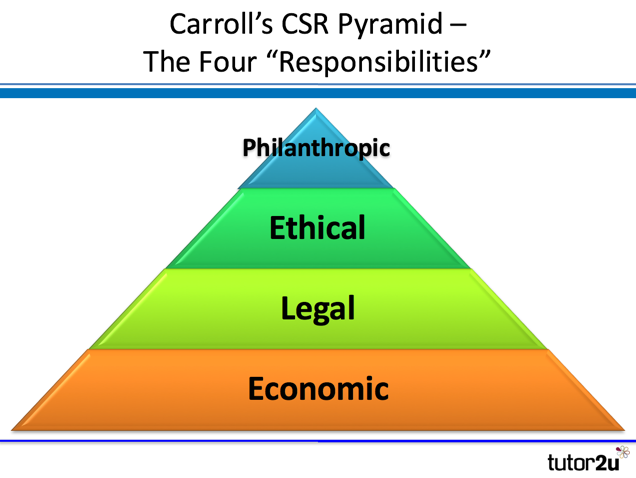 Carroll’s CSR Pyramid –
The Four “Responsibilities”
Philanthropic
Ethical
Legal
Economic
tutor2u